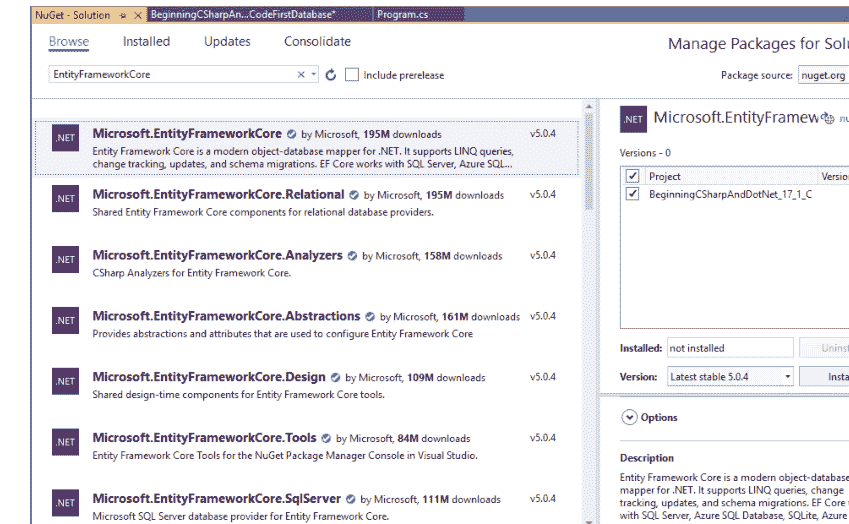 NuGet - Solution
BeginningCSharpAn...CodeFirstDatabase*
Program.cs
Browse Installed Updates Consolidate
Manage Packages for
EntityFrameworkCore
Include prerelease
Package source: nuget.org
.NET
Microsoft.EntityFrameworkCore by Microsoft, 195M downloads v5.0.4
Entity Framework Core is a modern object-database mapper for .NET. It supports LINQ queries,
change tracking, updates, and schema migrations. EF Core works with SQL Server, Azure SQL...
.NET
Microsoft.EntityFrameworkCore.Relational by Microsoft, 195M downloads v5.0.4
Shared Entity Framework Core components for relational database providers.
.NET
Microsoft.EntityFrameworkCore.Analyzers by Microsoft, 158M downloads v5.0.4
CSharp Analyzers for Entity Framework Core.
.NET
Microsoft.EntityFrameworkCore.Abstractions by Microsoft, 161M downloads v5.0.4
Provides abstractions and attributes that are used to configure Entity Framework Core
.NET
Microsoft.EntityFrameworkCore.Design by Microsoft, 109M downloads v5.0.4
Shared design-time components for Entity Framework Core tools.
.NET
Microsoft.EntityFrameworkCore.Tools by Microsoft, 84M downloads v5.0.4
Entity Framework Core Tools for the NuGet Package Manager Console in Visual Studio.
.NET
Microsoft.EntityFrameworkCore.SqlServer by Microsoft, 111M downloads v5.0.4
Microsoft SQL Server database provider for Entity Framework Core.
.NET
Microsoft.EntityFramew
Versions - 0
Project Versio
BeginningCSharpAndDotNet_17_1_C
Installed: not installed Uninst
Version: Latest stable 5.0.4 Insta
Options
Description
Entity Framework Core is a modern object-database
mapper for .NET. It supports LINQ queries, change
tracking, updates, and schema migrations. EF Core
with SQL Server, Azure SQL Database, SQLite, Azure